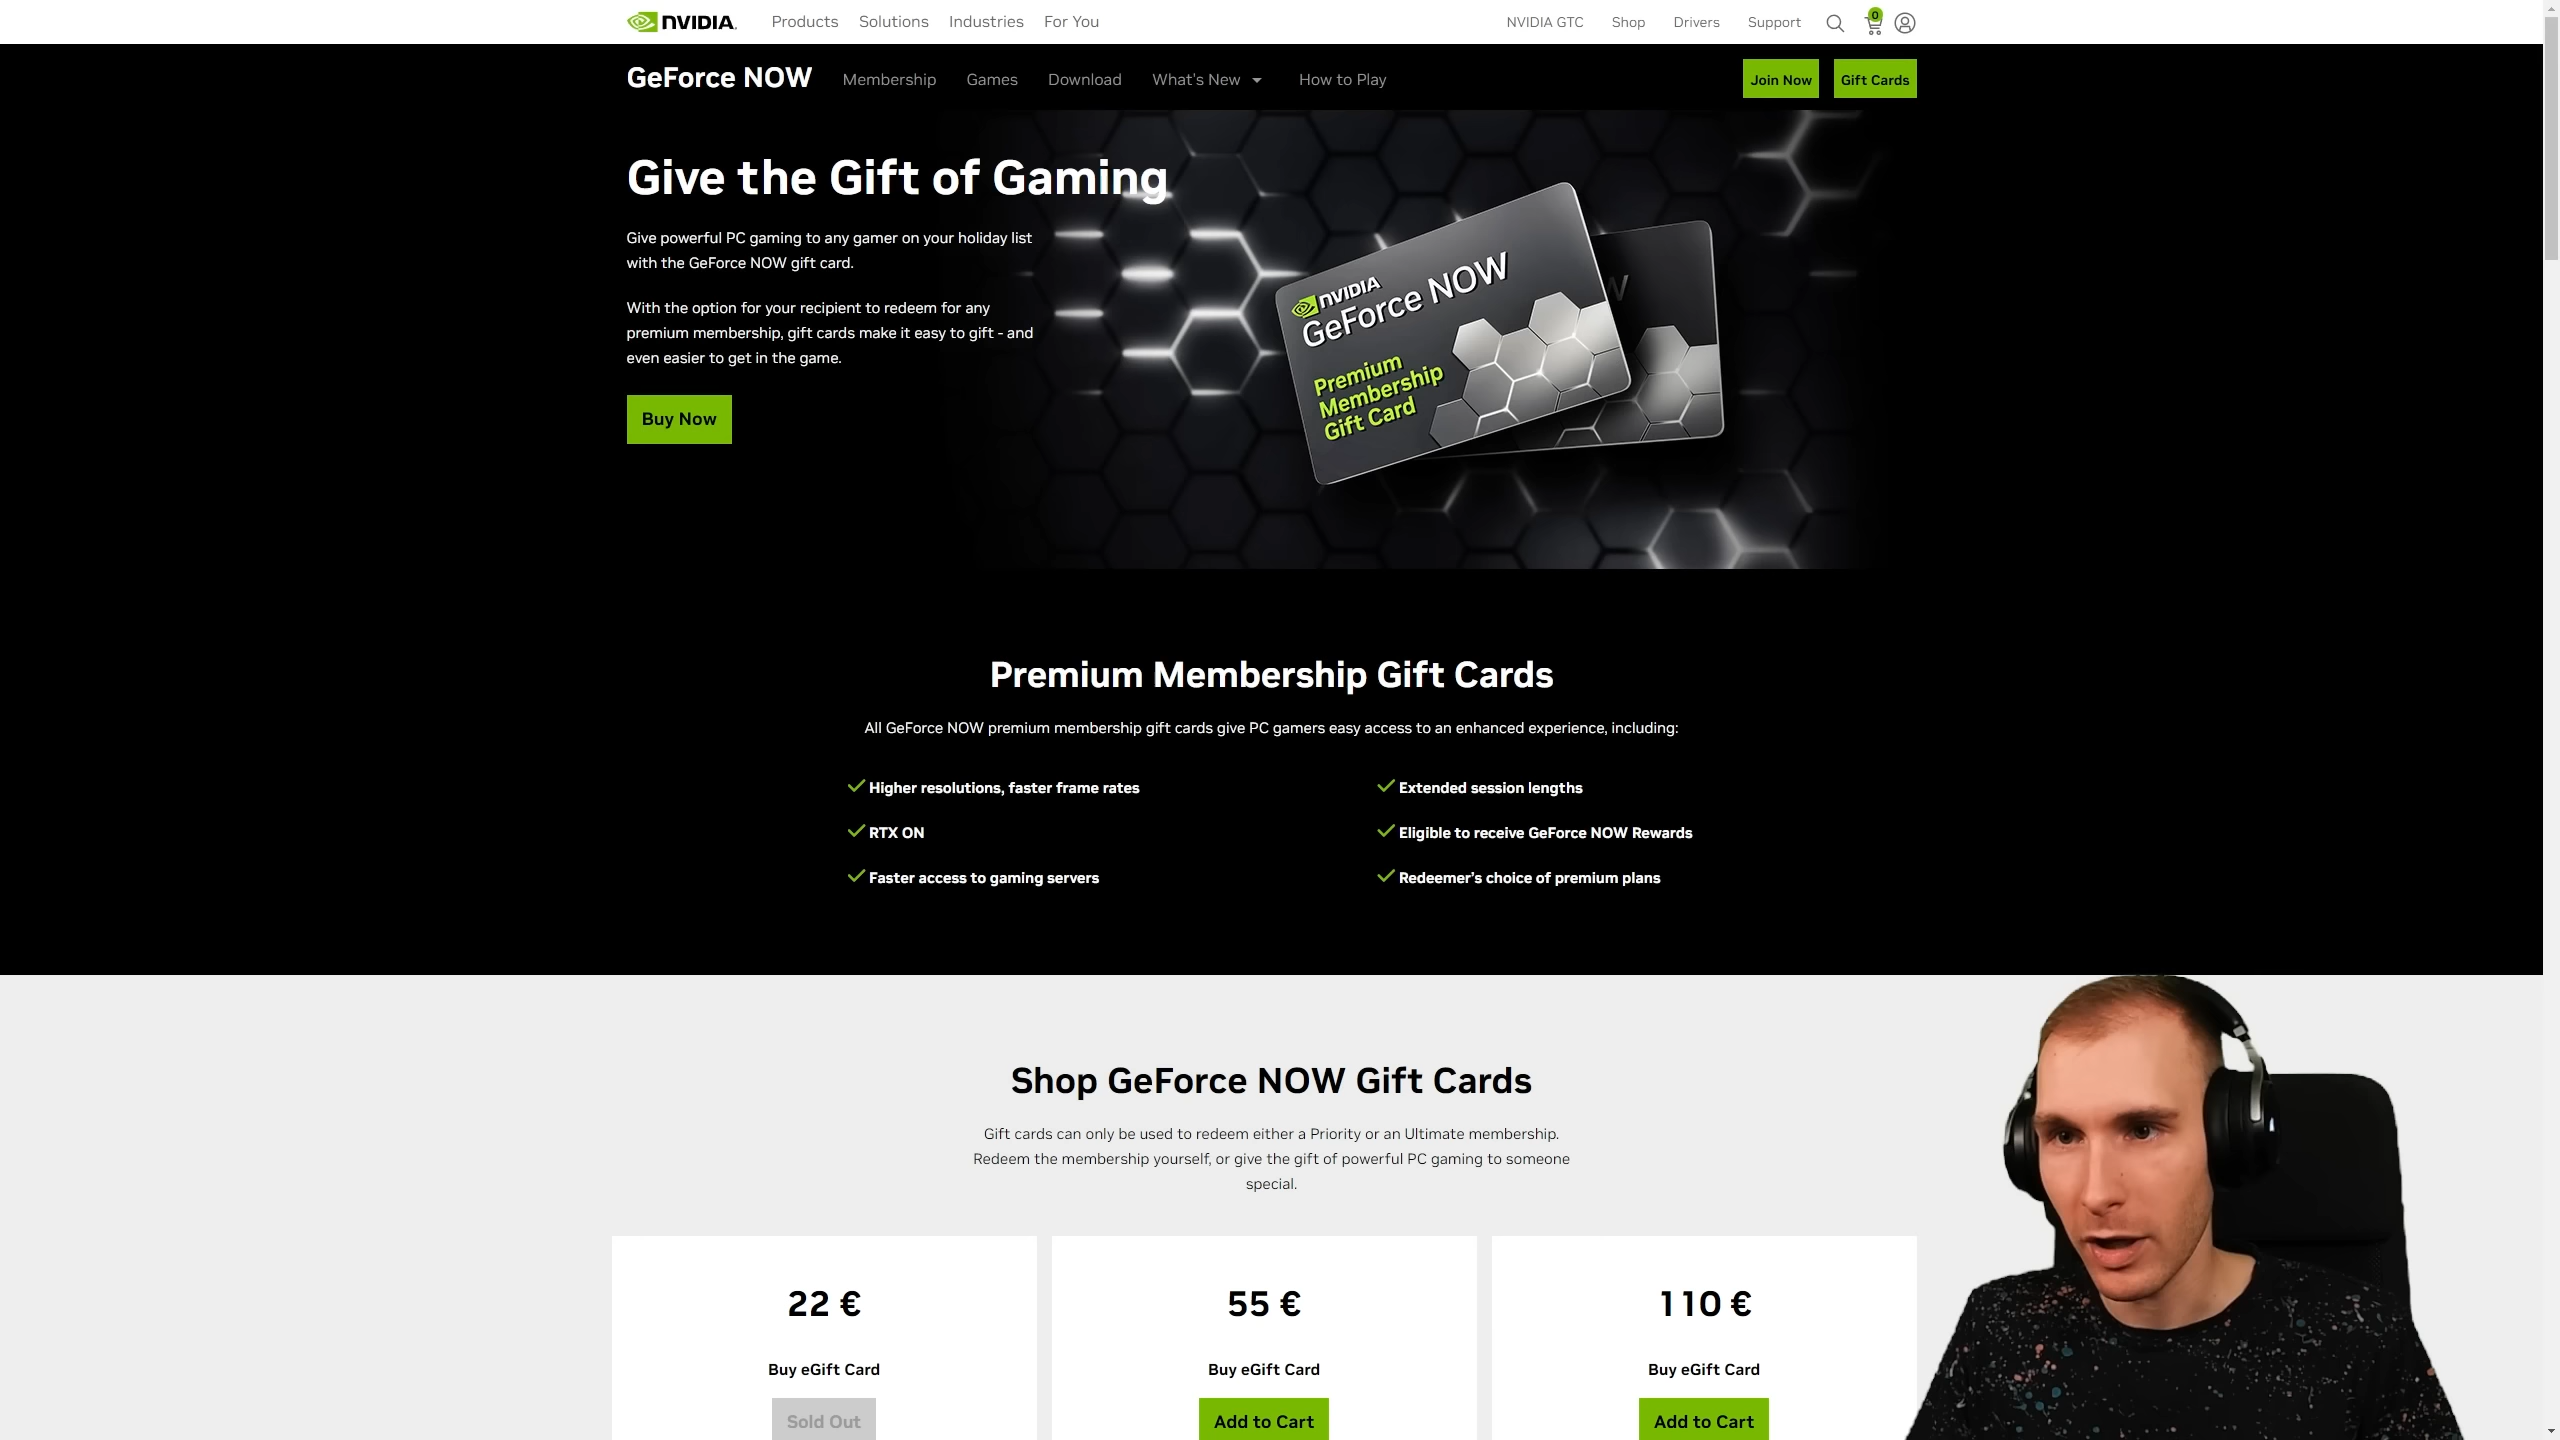 NVIDIA.
Products
Solutions
Industries
For You
NVIDIA GTC
Shop
Drivers
Support
0
GeForce NOW
Membership
Games
Download
What's New
How to Play
Join Now
Gift Cards
Give the Gift of Gaming
Give powerful PC gaming to any gamer on your holiday list
with the GeForce NOW gift card.
With the option for your recipient to redeem for any
premium membership, gift cards make it easy to gift - and
even easier to get in the game.
Buy Now
NVIDIA
GeForce NOW
Premium
Membership
Gift Card
W
Premium Membership Gift Cards
All GeForce NOW premium membership gift cards give PC gamers easy access to an enhanced experience, including:
Higher resolutions, faster frame rates
RTX ON
Faster access to gaming servers
Extended session lengths
Eligible to receive GeForce NOW Rewards
Redeemer's choice of premium plans
Shop GeForce NOW Gift Cards
Gift cards can only be used to redeem either a Priority or an Ultimate membership.
Redeem the membership yourself, or give the gift of powerful PC gaming to someone
special.
22 €
Buy eGift Card
Sold Out
55 €
Buy eGift Card
Add to Cart
110 €
Buy eGift Card
Add to Cart